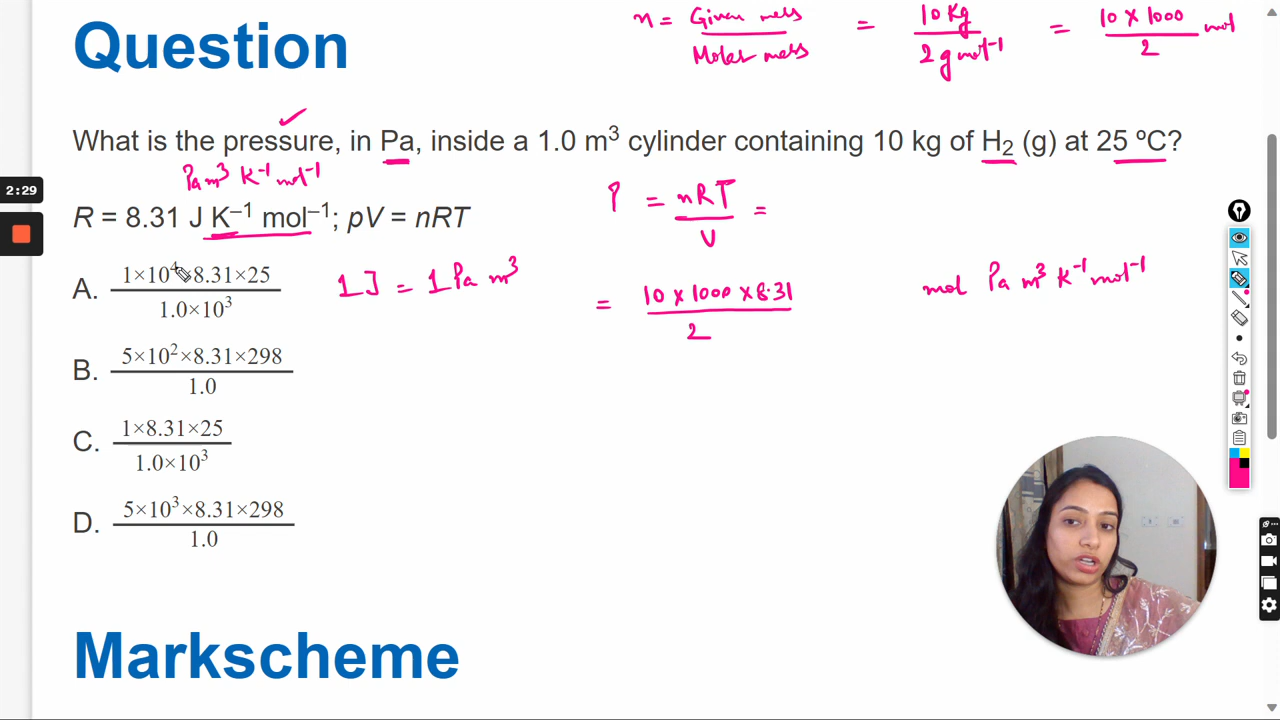 Question
n = Given mass / Molar mass = 10 Kg / 2 g mol⁻¹ = 10 × 1000 / 2 mol
What is the pressure, in Pa, inside a 1.0 m³ cylinder containing 10 kg of H₂ (g) at 25 ºC?
Pa m³ K⁻¹ mol⁻¹
2:29
R = 8.31 J K⁻¹ mol⁻¹; pV = nRT
P = nRT / V =
A. 1×10⁴×8.31×25 / 1.0×10³
1J = 1 Pa m³
= 10 × 1000 × 8.31 / 2
mol Pa m³ K⁻¹ mol⁻¹
B. 5×10²×8.31×298 / 1.0
C. 1×8.31×25 / 1.0×10³
D. 5×10³×8.31×298 / 1.0
Markscheme